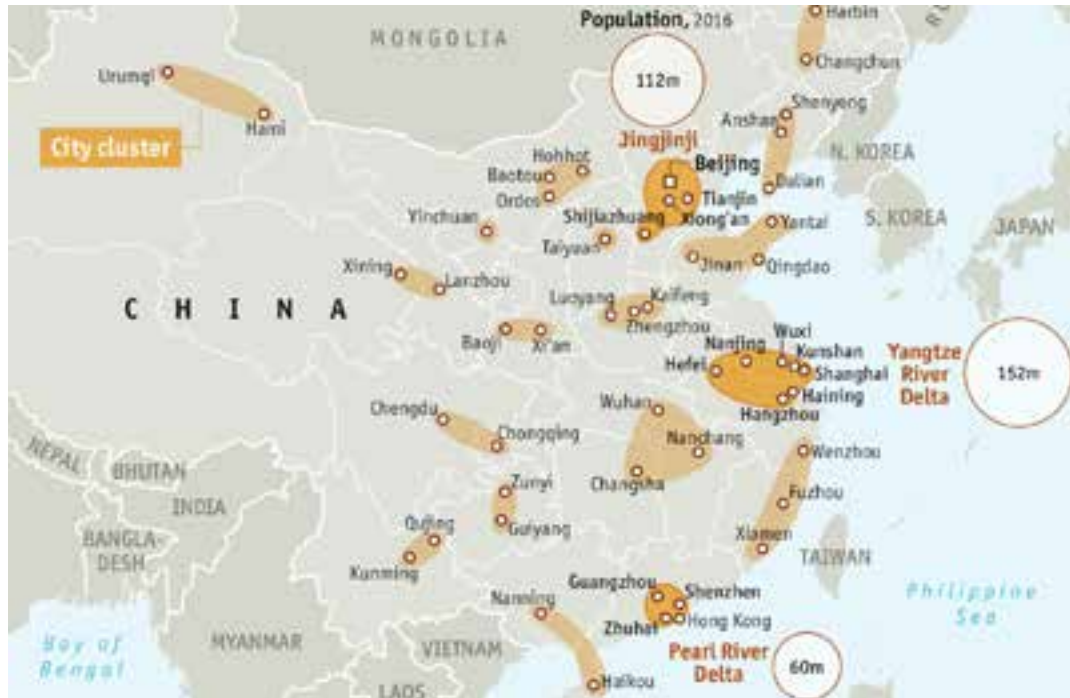 Population, 2016
MONGOLIA
Harbin
Urumqi
112m
Changchun
Hami
Shenyang
Anshan
City cluster
Jingjinji
Hohhot
Beijing
N. KOREA
Baotou
Dalian
Ordos
Tianjin
Shijiazhuang
Xiong'an
Yinchuan
Yantai
S. KOREA
JAPAN
Taiyuan
Jinan
Qingdao
Xining
Lanzhou
CHINA
Luoyang
Kaifeng
Zhengzhou
Wuxi
Baoji
Xi'an
Nanjing
Kunshan
Hefei
Shanghai
Yangtze
River
Delta
152m
Haining
Hangzhou
Chengdu
Wuhan
Chongqing
Nanchang
Wenzhou
NEPAL
BHUTAN
Zunyi
Changsha
INDIA
Fuzhou
Qujing
Guiyang
BANGLA-
DESH
Xiamen
TAIWAN
Kunming
Guangzhou
Shenzhen
Philippine
Sea
Nanning
Hong Kong
Zhuhai
Bay of
Bengal
MYANMAR
VIETNAM
Pearl River
Delta
60m
Haikou
LAOS